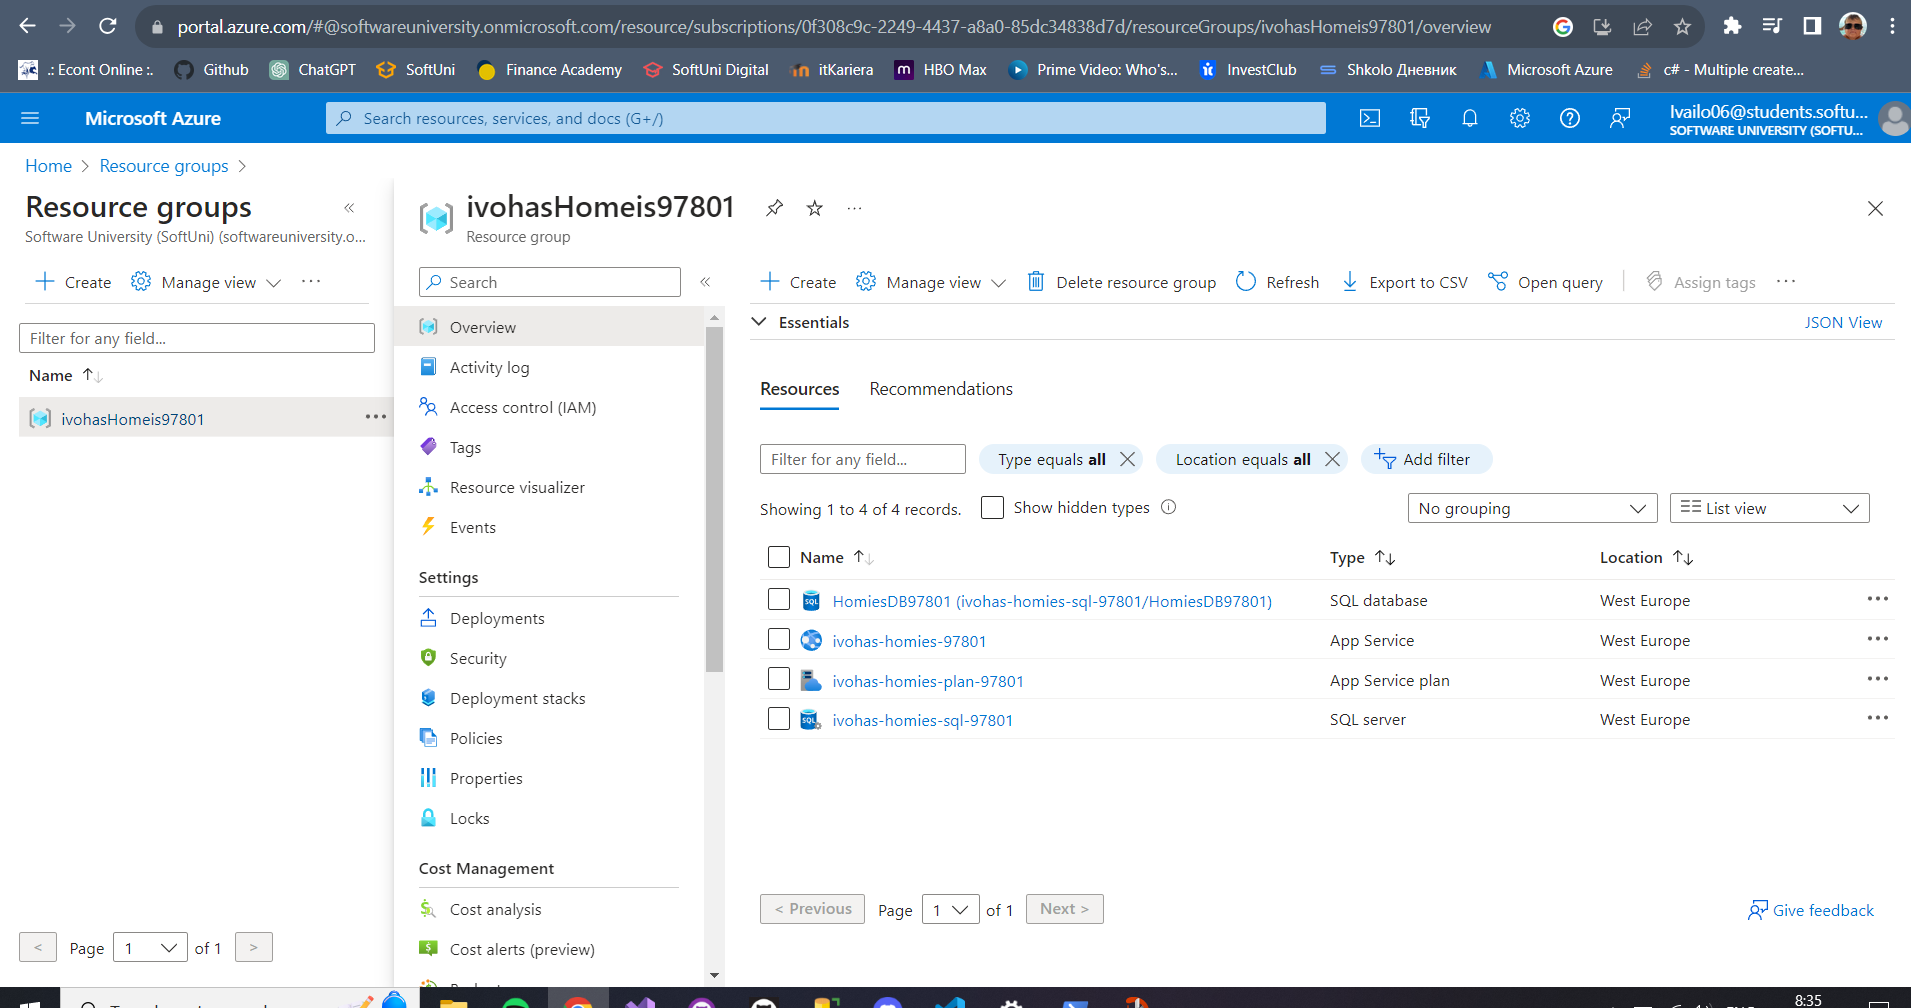 portal.azure.com/#@softwareuniversity.onmicrosoft.com/resource/subscriptions/0f308c9c-2249-4437-a8a0-85dc34838d7d/resourceGroups/ivohasHomeis97801/overview
.: Econt Online :. Github ChatGPT SoftUni Finance Academy SoftUni Digital itKariera HBO Max Prime Video: Who's... InvestClub Shkolo Дневник Microsoft Azure c# - Multiple create...
Microsoft Azure
Search resources, services, and docs (G+/)
Ivailo06@students.softu...
SOFTWARE UNIVERSITY (SOFTU...
Home > Resource groups >
Resource groups
Software University (SoftUni) (softwareuniversity.o...
+ Create Manage view ...
Filter for any field...
Name
ivohasHomeis97801
< Page 1 of 1 >
ivohasHomeis97801
Resource group
Search
Overview
Activity log
Access control (IAM)
Tags
Resource visualizer
Events
Settings
Deployments
Security
Deployment stacks
Policies
Properties
Locks
Cost Management
Cost analysis
Cost alerts (preview)
+ Create Manage view Delete resource group Refresh Export to CSV Open query Assign tags ...
Essentials
JSON View
Resources Recommendations
Filter for any field... Type equals all Location equals all Add filter
Showing 1 to 4 of 4 records. Show hidden types
No grouping List view
Name Type Location
HomiesDB97801 (ivohas-homies-sql-97801/HomiesDB97801) SQL database West Europe
ivohas-homies-97801 App Service West Europe
ivohas-homies-plan-97801 App Service plan West Europe
ivohas-homies-sql-97801 SQL server West Europe
< Previous Page 1 of 1 Next >
Give feedback
8:35